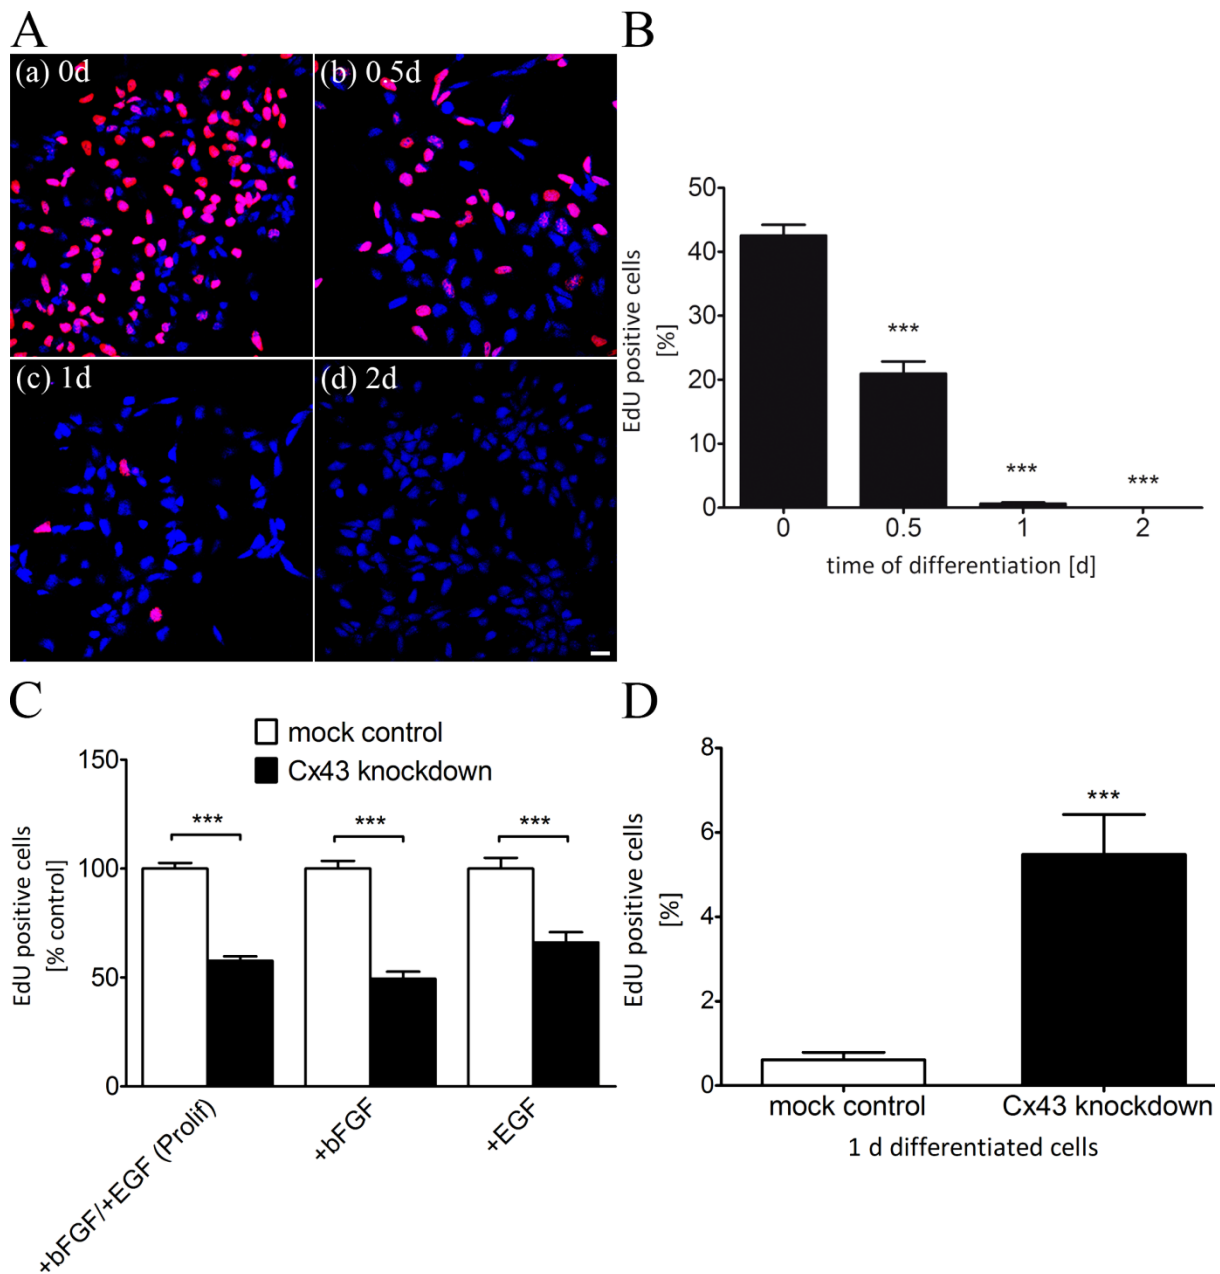 A
(a) 0d
(b) 0.5d
(c) 1d
(d) 2d
B
EdU positive cells
[%]
50
40
30
20
10
0
***
***
***
0
0.5
1
2
time of differentiation [d]
C
mock control
Cx43 knockdown
EdU positive cells
[% control]
150
100
50
0
***
***
***
+bFGF/+EGF (Prolif)
+bFGF
+EGF
D
EdU positive cells
[%]
8
6
4
2
0
***
mock control
Cx43 knockdown
1 d differentiated cells